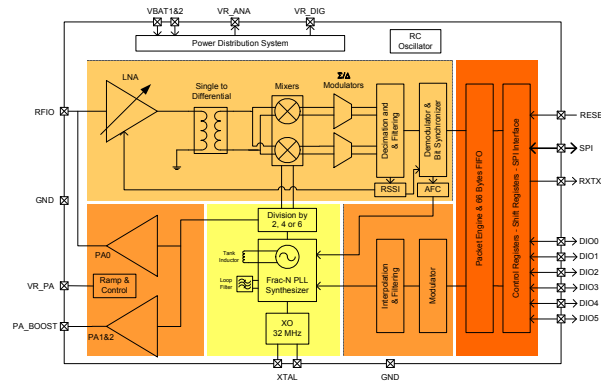 VBAT1&2
VR_ANA
VR_DIG
Power Distribution System
RC
Oscillator
LNA
Single to
Differential
Mixers
Σ/Δ
Modulators
Decimation and
& Filtering
Demodulator &
Bit Synchronizer
RSSI
AFC
Packet Engine & 66 Bytes FIFO
Control Registers - Shift Registers - SPI Interface
RFIO
GND
VR_PA
PA_BOOST
PA0
Ramp &
Control
PA1&2
Division by
2, 4 or 6
Tank
Inductor
Frac-N PLL
Synthesizer
Loop
Filter
XO
32 MHz
XTAL
Interpolation
& Filtering
Modulator
GND
RESE
SPI
RXTX
DIO0
DIO1
DIO2
DIO3
DIO4
DIO5